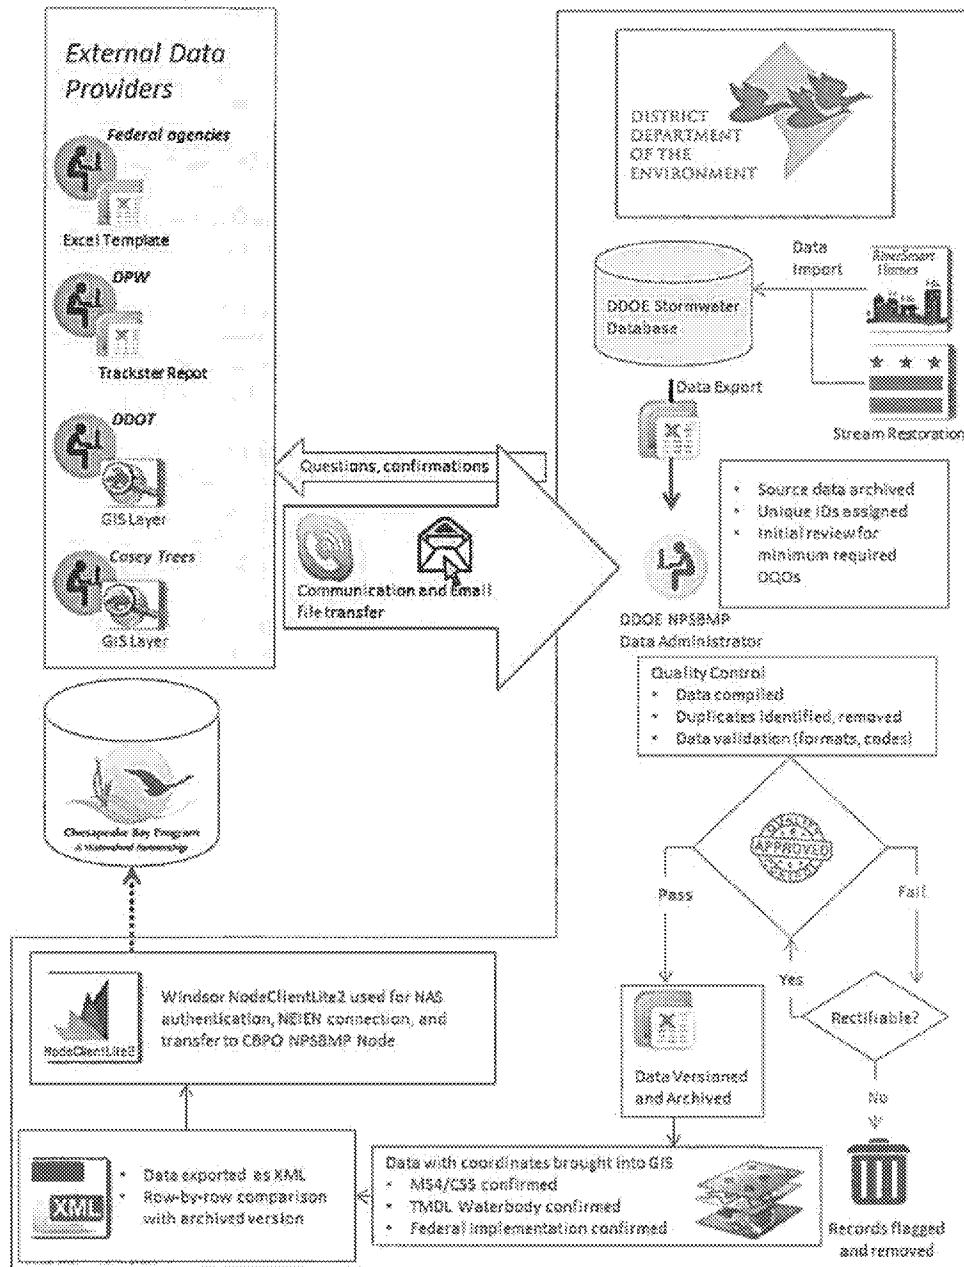 External Data
Providers
Federal agencies
Excel Template
DPW
Trackster Repot
DDOT
GIS Layer
Casey Trees
GIS Layer
DISTRICT
DEPARTMENT
OF THE
ENVIRONMENT
DDOE Stormwater
Database
Data
Import
RiverSmart
Homes
Stream Restoration
Data Export
Questions, confirmations
Communication and Email
file transfer
• Source data archived
• Unique IDs assigned
• Initial review for
minimum required
DQOs
DDOE NPSBMP
Data Administrator
Quality Control
• Data compiled
• Duplicates identified, removed
• Data validation (formats, codes)
APPROVED
Pass
Fail
Yes
Rectifiable?
No
Records flagged
and removed
Data Versioned
and Archived
Data with coordinates brought into GIS
• MS4/CSS confirmed
• TMDL Waterbody confirmed
• Federal Implementation confirmed
XML
• Data exported as XML
• Row-by-row comparison
with archived version
NodeClientLite2
Windsor NodeClientLite2 used for NAS
authentication, NEIEN connection, and
transfer to CBPO NPSBMP Node
Chesapeake Bay Program
A Watershed Partnership